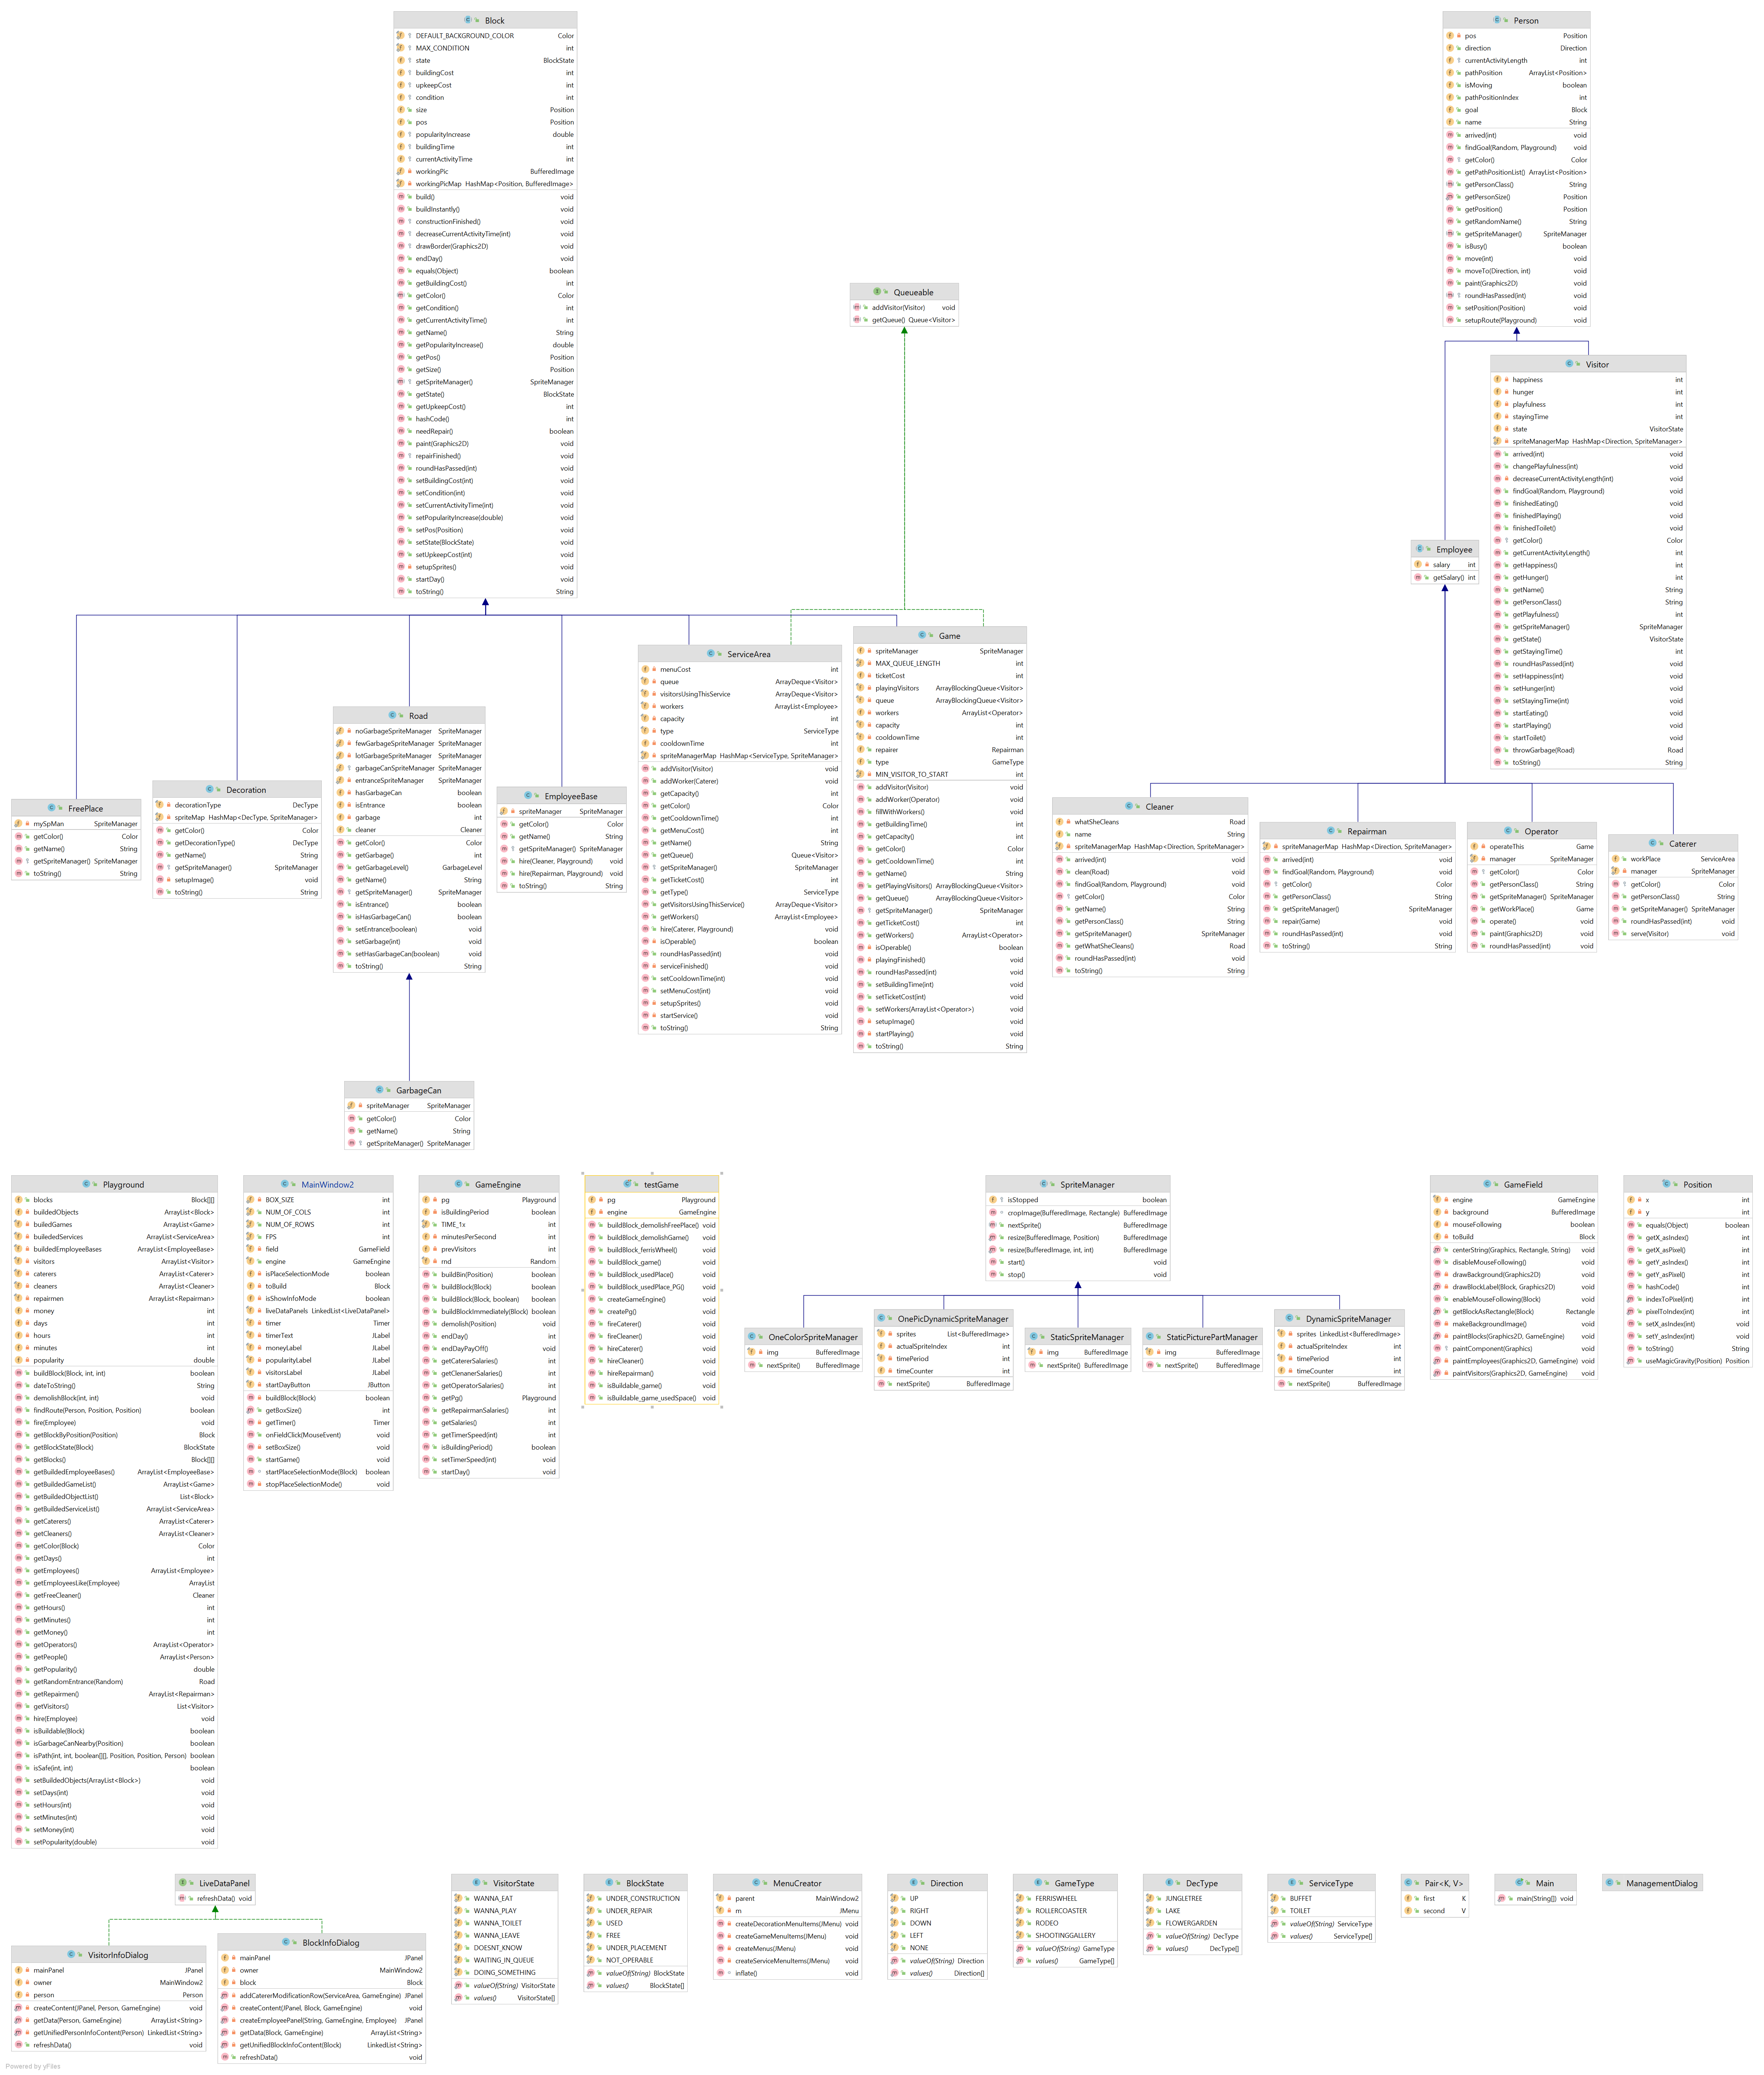 Block
DEFAULT_BACKGROUND_COLOR Color
MAX_CONDITION int
state BlockState
buildingCost int
upkeepCost int
condition int
size Position
pos Position
popularityIncrease double
buildingTime int
currentActivityTime int
workingPic BufferedImage
workingPicMap HashMap<Position, BufferedImage>
build() void
buildInstantly() void
constructionFinished() void
decreaseCurrentActivityTime(int) void
drawBorder(Graphics2D) void
endDay() void
equals(Object) boolean
getBuildingCost() int
getColor() Color
getCondition() int
getCurrentActivityTime() int
getName() String
getPopularityIncrease() double
getPos() Position
getSize() Position
getSpriteManager() SpriteManager
getState() BlockState
getUpkeepCost() int
hashCode() int
needRepair() boolean
paint(Graphics2D) void
repairFinished() void
roundHasPassed(int) void
setBuildingCost(int) void
setCondition(int) void
setCurrentActivityTime(int) void
setPopularityIncrease(double) void
setPos(Position) void
setState(BlockState) void
setUpkeepCost(int) void
setupSprites() void
startDay() void
toString() String
Queueable
addVisitor(Visitor) void
getQueue() Queue<Visitor>
Person
pos Position
direction Direction
currentActivityLength int
pathPosition ArrayList<Position>
isMoving boolean
pathPositionIndex int
goal Block
name String
arrived(int) void
findGoal(Random, Playground) void
getColor() Color
getPathPositionList() ArrayList<Position>
getPersonClass() String
getPersonSize() Position
getPosition() Position
getRandomName() String
getSpriteManager() SpriteManager
isBusy() boolean
move(int) void
moveTo(Direction, int) void
paint(Graphics2D) void
roundHasPassed(int) void
setPosition(Position) void
setupRoute(Playground) void
Visitor
happiness int
hunger int
playfulness int
stayingTime int
state VisitorState
spriteManagerMap HashMap<Direction, SpriteManager>
arrived(int) void
changePlayfulness(int) void
decreaseCurrentActivityLength(int) void
findGoal(Random, Playground) void
finishedEating() void
finishedPlaying() void
finishedToilet() void
getColor() Color
getCurrentActivityLength() int
getHappiness() int
getHunger() int
getName() String
getPersonClass() String
getPlayfulness() int
getSpriteManager() SpriteManager
getState() VisitorState
getStayingTime() int
roundHasPassed(int) void
setHappiness(int) void
setHunger(int) void
setStayingTime(int) void
startEating() void
startPlaying() void
startToilet() void
throwGarbage(Road) Road
toString() String
Employee
salary int
getSalary() int
FreePlace
mySpMan SpriteManager
getColor() Color
getName() String
getSpriteManager() SpriteManager
toString() String
Decoration
decorationType DecType
spriteMap HashMap<DecType, SpriteManager>
getColor() Color
getDecorationType() DecType
getName() String
getSpriteManager() SpriteManager
setupImage() void
toString() String
Road
noGarbageSpriteManager SpriteManager
fewGarbageSpriteManager SpriteManager
lotGarbageSpriteManager SpriteManager
garbageCanSpriteManager SpriteManager
entranceSpriteManager SpriteManager
hasGarbageCan boolean
isEntrance boolean
garbage int
cleaner Cleaner
getColor() Color
getGarbage() int
getGarbageLevel() GarbageLevel
getName() String
getSpriteManager() SpriteManager
isEntrance() boolean
isHasGarbageCan() boolean
setEntrance(boolean) void
setGarbage(int) void
setHasGarbageCan(boolean) void
toString() String
EmployeeBase
spriteManager SpriteManager
getColor() Color
getName() String
getSpriteManager() SpriteManager
hire(Cleaner, Playground) void
hire(Repairman, Playground) void
toString() String
ServiceArea
menuCost int
queue ArrayDeque<Visitor>
visitorsUsingThisService ArrayDeque<Visitor>
workers ArrayList<Employee>
capacity int
type ServiceType
cooldownTime int
spriteManagerMap HashMap<ServiceType, SpriteManager>
addVisitor(Visitor) void
addWorker(Caterer) void
getCapacity() int
getColor() Color
getCooldownTime() int
getMenuCost() int
getName() String
getQueue() Queue<Visitor>
getSpriteManager() SpriteManager
getTicketCost() int
getType() ServiceType
getVisitorsUsingThisService() ArrayDeque<Visitor>
getWorkers() ArrayList<Employee>
hire(Caterer, Playground) void
isOperable() boolean
roundHasPassed(int) void
serviceFinished() void
setCooldownTime(int) void
setMenuCost(int) void
setupSprites() void
startService() void
toString() String
Game
spriteManager SpriteManager
MAX_QUEUE_LENGTH int
ticketCost int
playingVisitors ArrayBlockingQueue<Visitor>
queue ArrayBlockingQueue<Visitor>
workers ArrayList<Operator>
capacity int
cooldownTime int
repairer Repairman
type GameType
MIN_VISITOR_TO_START int
addVisitor(Visitor) void
addWorker(Operator) void
fillWithWorkers() void
getBuildingTime() int
getCapacity() int
getColor() Color
getCooldownTime() int
getName() String
getPlayingVisitors() ArrayBlockingQueue<Visitor>
getQueue() ArrayBlockingQueue<Visitor>
getSpriteManager() SpriteManager
getTicketCost() int
getWorkers() ArrayList<Operator>
isOperable() boolean
playingFinished() void
roundHasPassed(int) void
setBuildingTime(int) void
setTicketCost(int) void
setWorkers(ArrayList<Operator>) void
setupImage() void
startPlaying() void
toString() String
Cleaner
whatSheCleans Road
name String
spriteManagerMap HashMap<Direction, SpriteManager>
arrived(int) void
clean(Road) void
findGoal(Random, Playground) void
getColor() Color
getName() String
getPersonClass() String
getSpriteManager() SpriteManager
getWhatSheCleans() Road
roundHasPassed(int) void
toString() String
Repairman
spriteManagerMap HashMap<Direction, SpriteManager>
arrived(int) void
findGoal(Random, Playground) void
getColor() Color
getPersonClass() String
getSpriteManager() SpriteManager
repair(Game) void
roundHasPassed(int) void
toString() String
Operator
operateThis Game
manager SpriteManager
getColor() Color
getPersonClass() String
getSpriteManager() SpriteManager
getWorkPlace() Game
operate() void
paint(Graphics2D) void
roundHasPassed(int) void
Caterer
workPlace ServiceArea
manager SpriteManager
getColor() Color
getPersonClass() String
getSpriteManager() SpriteManager
roundHasPassed(int) void
serve(Visitor) void
GarbageCan
spriteManager SpriteManager
getColor() Color
getName() String
getSpriteManager() SpriteManager
Playground
blocks Block[][]
buildedObjects ArrayList<Block>
builedGames ArrayList<Game>
builededServices ArrayList<ServiceArea>
buildedEmployeeBases ArrayList<EmployeeBase>
visitors ArrayList<Visitor>
caterers ArrayList<Caterer>
cleaners ArrayList<Cleaner>
repairmen ArrayList<Repairman>
money int
days int
hours int
minutes int
popularity double
buildBlock(Block, int, int) boolean
dateToString() String
demolishBlock(int, int) void
findRoute(Person, Position, Position) boolean
fire(Employee) void
getBlockByPosition(Position) Block
getBlockState(Block) BlockState
getBlocks() Block[][]
getBuildedEmployeeBases() ArrayList<EmployeeBase>
getBuildedGameList() ArrayList<Game>
getBuildedObjectList() List<Block>
getBuildedServiceList() ArrayList<ServiceArea>
getCaterers() ArrayList<Caterer>
getCleaners() ArrayList<Cleaner>
getColor(Block) Color
getDays() int
getEmployees() ArrayList<Employee>
getEmployeesLike(Employee) ArrayList
getFreeCleaner() Cleaner
getHours() int
getMinutes() int
getMoney() int
getOperators() ArrayList<Operator>
getPeople() ArrayList<Person>
getPopularity() double
getRandomEntrance(Random) Road
getRepairmen() ArrayList<Repairman>
getVisitors() List<Visitor>
hire(Employee) void
isBuildable(Block) boolean
isGarbageCanNearby(Position) boolean
isPath(int, int, boolean[][], Position, Position, Person) boolean
isSafe(int, int) boolean
setBuildedObjects(ArrayList<Block>) void
setDays(int) void
setHours(int) void
setMinutes(int) void
setMoney(int) void
setPopularity(double) void
MainWindow2
BOX_SIZE int
NUM_OF_COLS int
NUM_OF_ROWS int
FPS int
field GameField
engine GameEngine
isPlaceSelectionMode boolean
toBuild Block
isShowInfoMode boolean
liveDataPanels LinkedList<LiveDataPanel>
timer Timer
timerText JLabel
moneyLabel JLabel
popularityLabel JLabel
visitorsLabel JLabel
startDayButton JButton
buildBlock(Block) boolean
getBoxSize() int
getTimer() Timer
onFieldClick(MouseEvent) void
setBoxSize() void
startGame() void
startPlaceSelectionMode(Block) boolean
stopPlaceSelectionMode() void
GameEngine
pg Playground
isBuildingPeriod boolean
TIME_1x int
minutesPerSecond int
prevVisitors int
rnd Random
buildBin(Position) boolean
buildBlock(Block) boolean
buildBlock(Block, boolean) boolean
buildBlockImmediately(Block) boolean
demolish(Position) void
endDay() void
endDayPayOff() void
getCatererSalaries() int
getCleanerSalaries() int
getOperatorSalaries() int
getPg() Playground
getRepairmanSalaries() int
getSalaries() int
getTimerSpeed(int) int
isBuildingPeriod() boolean
setTimerSpeed(int) void
startDay() void
testGame
pg Playground
engine GameEngine
buildBlock_demolishFreePlace() void
buildBlock_demolishGame() void
buildBlock_ferrisWheel() void
buildBlock_game() void
buildBlock_usedPlace() void
buildBlock_usedPlace_PG() void
createGameEngine() void
createPg() void
fireCaterer() void
fireCleaner() void
hireCaterer() void
hireCleaner() void
hireRepairman() void
isBuildable_game() void
isBuildable_game_usedSpace() void
SpriteManager
isStopped boolean
cropImage(BufferedImage, Rectangle) BufferedImage
nextSprite() BufferedImage
resize(BufferedImage, Position) BufferedImage
resize(BufferedImage, int, int) BufferedImage
start() void
stop() void
OneColorSpriteManager
img BufferedImage
nextSprite() BufferedImage
OnePicDynamicSpriteManager
sprites List<BufferedImage>
actualSpriteIndex int
timePeriod int
timeCounter int
nextSprite() BufferedImage
StaticSpriteManager
img BufferedImage
nextSprite() BufferedImage
StaticPicturePartManager
img BufferedImage
nextSprite() BufferedImage
DynamicSpriteManager
sprites LinkedList<BufferedImage>
actualSpriteIndex int
timePeriod int
timeCounter int
nextSprite() BufferedImage
GameField
engine GameEngine
background BufferedImage
mouseFollowing boolean
toBuild Block
centerString(Graphics, Rectangle, String) void
disableMouseFollowing() void
drawBackground(Graphics2D) void
drawBlockLabel(Block, Graphics2D) void
enableMouseFollowing(Block) void
getBlockAsRectangle(Block) Rectangle
makeBackgroundImage() void
paintBlocks(Graphics2D, GameEngine) void
paintComponent(Graphics) void
paintEmployees(Graphics2D, GameEngine) void
paintVisitors(Graphics2D, GameEngine) void
Position
x int
y int
equals(Object) boolean
getX_asIndex() int
getX_asPixel() int
getY_asIndex() int
getY_asPixel() int
hashCode() int
indexToPixel(int) int
pixelToIndex(int) int
setX_asIndex(int) void
setY_asIndex(int) void
toString() String
useMagicGravity(Position) Position
LiveDataPanel
refreshData() void
VisitorInfoDialog
mainPanel JPanel
owner MainWindow2
person Person
createContent(JPanel, Person, GameEngine) void
getData(Person, GameEngine) ArrayList<String>
getUnifiedPersonInfoContent(Person) LinkedList<String>
refreshData() void
BlockInfoDialog
mainPanel JPanel
owner MainWindow2
block Block
addCatererModificationRow(ServiceArea, GameEngine) JPanel
createContent(JPanel, Block, GameEngine) void
createEmployeePanel(String, GameEngine, Employee) JPanel
getData(Block, GameEngine) ArrayList<String>
getUnifiedBlockInfoContent(Block) LinkedList<String>
refreshData() void
VisitorState
WANNA_EAT
WANNA_PLAY
WANNA_TOILET
WANNA_LEAVE
DOESNT_KNOW
WAITING_IN_QUEUE
DOING_SOMETHING
valueOf(String) VisitorState
values() VisitorState[]
BlockState
UNDER_CONSTRUCTION
UNDER_REPAIR
USED
FREE
UNDER_PLACEMENT
NOT_OPERABLE
valueOf(String) BlockState
values() BlockState[]
MenuCreator
parent MainWindow2
m JMenu
createDecorationMenuItems(JMenu) void
createGameMenuItems(JMenu) void
createMenus(JMenu) void
createServiceMenuItems(JMenu) void
inflate() void
Direction
UP
RIGHT
DOWN
LEFT
NONE
valueOf(String) Direction
values() Direction[]
GameType
FERRISWHEEL
ROLLERCOASTER
RODEO
SHOOTINGGALLERY
valueOf(String) GameType
values() GameType[]
DecType
JUNGLETREE
LAKE
FLOWERGARDEN
valueOf(String) DecType
values() DecType[]
ServiceType
BUFFET
TOILET
valueOf(String) ServiceType
values() ServiceType[]
Pair<K, V>
first K
second V
Main
main(String[]) void
ManagementDialog
Powered by yFiles